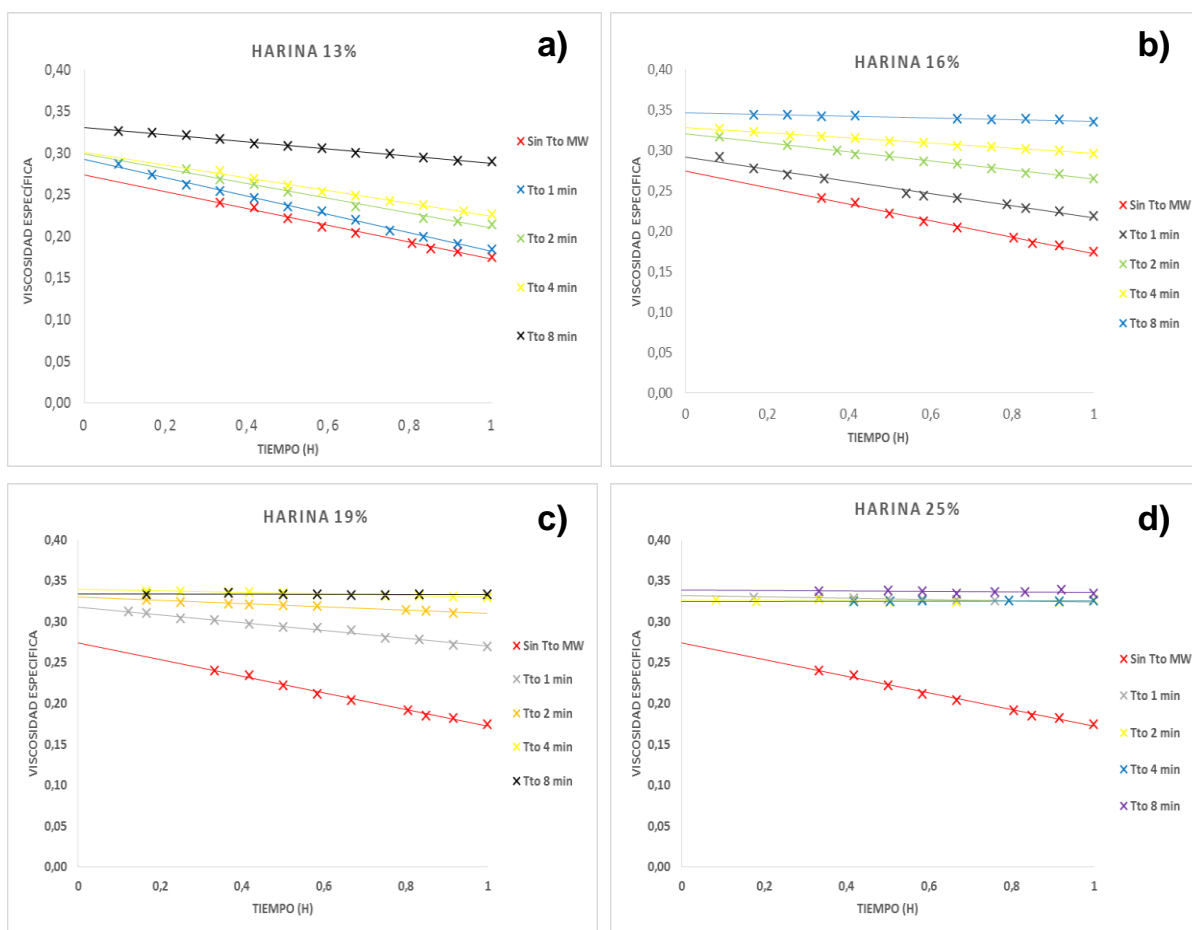 HARINA 13%
a)
0,40
0,35
0,30
0,25
0,20
0,15
0,10
0,05
0,00
VISCOSIDAD ESPECÍFICA
0 0,2 0,4 0,6 0,8 1
TIEMPO (H)
Sin Tto MW
Tto 1 min
Tto 2 min
Tto 4 min
Tto 8 min
HARINA 16%
b)
0,40
0,35
0,30
0,25
0,20
0,15
0,10
0,05
0,00
VISCOSIDAD ESPECÍFICA
0 0,2 0,4 0,6 0,8 1
TIEMPO (H)
Sin Tto MW
Tto 1 min
Tto 2 min
Tto 4 min
Tto 8 min
HARINA 19%
c)
0,40
0,35
0,30
0,25
0,20
0,15
0,10
0,05
0,00
VISCOSIDAD ESPECIFICA
0 0,2 0,4 0,6 0,8 1
TIEMPO (H)
Sin Tto MW
Tto 1 min
Tto 2 min
Tto 4 min
Tto 8 min
HARINA 25%
d)
0,40
0,35
0,30
0,25
0,20
0,15
0,10
0,05
0,00
VISCOSIDAD ESPECIFICA
0 0,2 0,4 0,6 0,8 1
TIEMPO (H)
Sin Tto MW
Tto 1 min
Tto 2 min
Tto 4 min
Tto 8 min